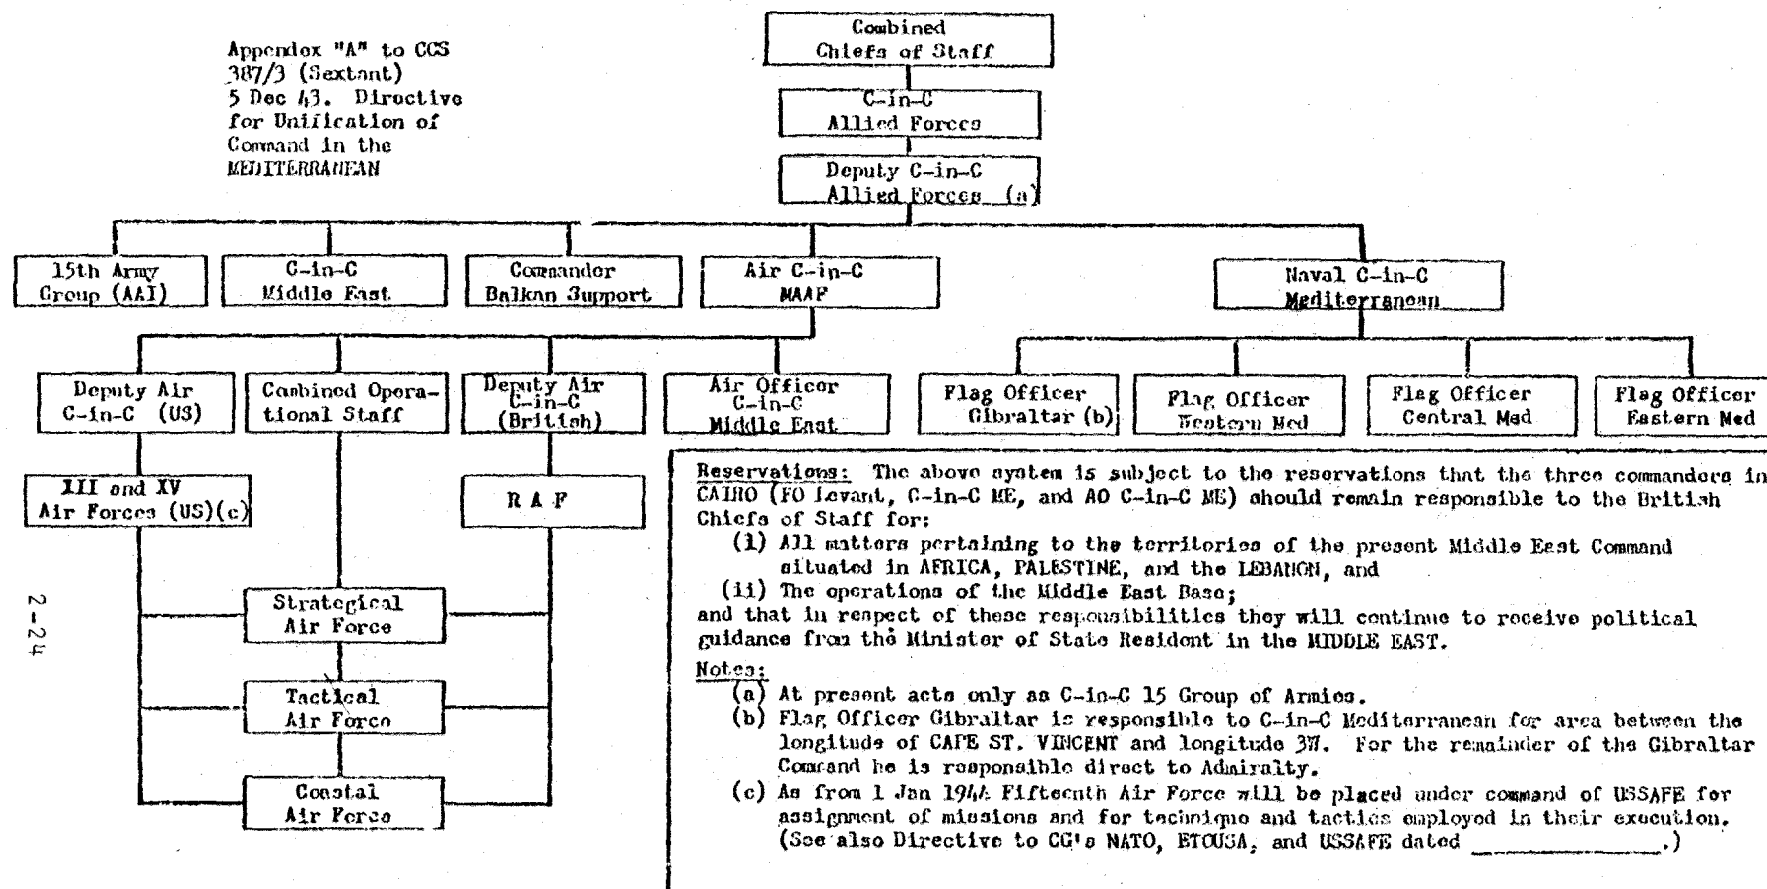 Appendix "A" to CCS
387/3 (Sextant)
5 Dec 43. Directive
for Unification of
Command in the
MEDITERRANEAN
Combined
Chiefs of Staff
C-in-C
Allied Forces
Deputy C-in-C
Allied Forces (a)
15th Army
Group (AAI)
C-in-C
Middle East
Commander
Balkan Support
Air C-in-C
MAAF
Naval C-in-C
Mediterranean
Deputy Air
C-in-C (US)
Combined Opera-
tional Staff
Deputy Air
C-in-C
(British)
Air Officer
C-in-C
Middle East
Flag Officer
Gibraltar (b)
Flag Officer
Western Med
Flag Officer
Central Med
Flag Officer
Eastern Med
III and XV
Air Forces (US)(c)
R A F
Strategical
Air Force
Tactical
Air Force
Coastal
Air Force
2-24
Reservations: The above system is subject to the reservations that the three commanders in
CAIRO (FO Levant, C-in-C ME, and AO C-in-C ME) should remain responsible to the British
Chiefs of Staff for:
(i) All matters pertaining to the territories of the present Middle East Command
situated in AFRICA, PALESTINE, and the LEBANON, and
(ii) The operations of the Middle East Base;
and that in respect of these responsibilities they will continue to receive political
guidance from the Minister of State Resident in the MIDDLE EAST.
Notes:
(a) At present acts only as C-in-C 15 Group of Armies.
(b) Flag Officer Gibraltar is responsible to C-in-C Mediterranean for area between the
longitude of CAPE ST. VINCENT and longitude 3W. For the remainder of the Gibraltar
Command he is responsible direct to Admiralty.
(c) As from 1 Jan 1944 Fifteenth Air Force will be placed under command of USSAFE for
assignment of missions and for technique and tactics employed in their execution.
(See also Directive to CG's NATO, ETOUSA, and USSAFE dated ______________.)